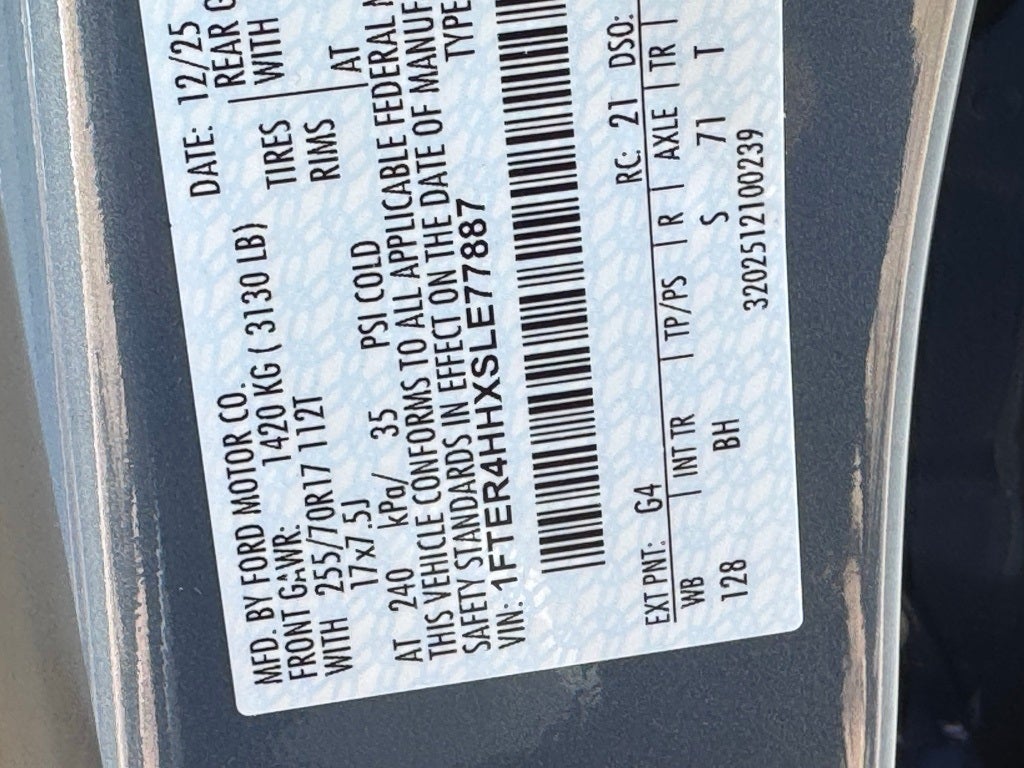 MFD. BY FORD MOTOR CO.
DATE: 12/25
FRONT GAWR: 1420 KG ( 3130 LB)
REAR G
WITH 255/70R17 112T TIRES
WITH
17x7.5J RIMS
AT 240 kPa/ 35 PSI COLD
AT
THIS VEHICLE CONFORMS TO ALL APPLICABLE FEDERAL
SAFETY STANDARDS IN EFFECT ON THE DATE OF MANUF
VIN: 1FTER4HHXSLE77887
TYPE
EXT PNT: G4 RC: 21 DSO:
WB INT TR TP/PS R AXLE TR
128 BH S 71 T
3202512100239